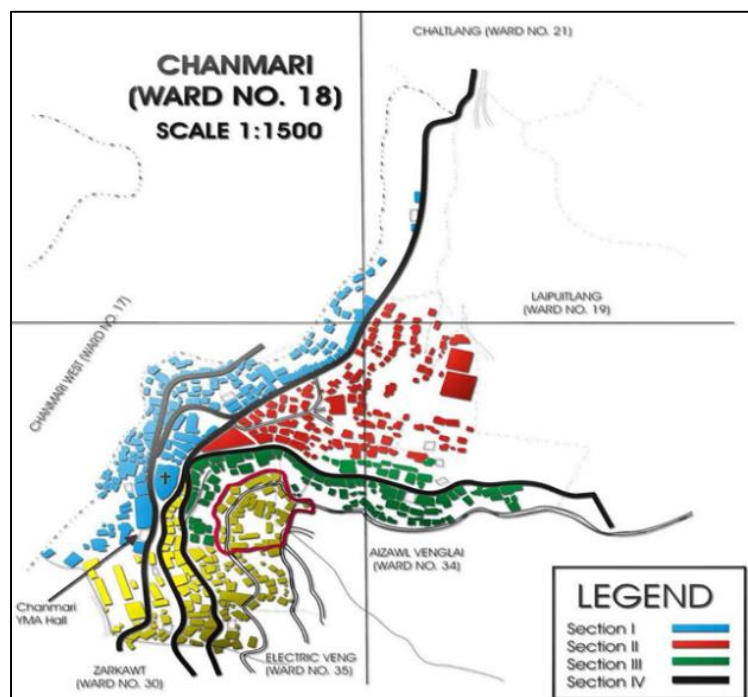 CHALTLANG (WARD NO. 21)
CHANMARI
(WARD NO. 18)
SCALE 1:1500
LAIPUITLANG
(WARD NO. 19)
CHANMARI WEST (WARD NO. 17)
AIZAWL VENGLAI
(WARD NO. 34)
Chanmari
YMA Hall
ZARKAWT
(WARD NO. 30)
ELECTRIC VENG
(WARD NO. 35)
LEGEND
Section I
Section II
Section III
Section IV